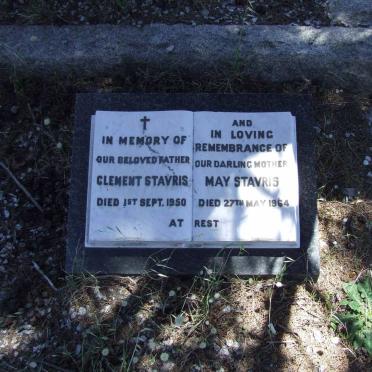 IN MEMORY OF
OUR BELOVED FATHER
CLEMENT STAVRIS
DIED 1ST SEPT. 1950
AND
IN LOVING
REMEMBRANCE OF
OUR DARLING MOTHER
MAY STAVRIS
DIED 27TH MAY 1964
AT REST